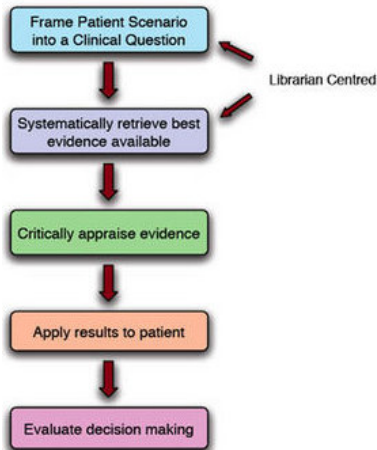 Frame Patient Scenario
into a Clinical Question
Librarian Centred
Systematically retrieve best
evidence available
Critically appraise evidence
Apply results to patient
Evaluate decision making